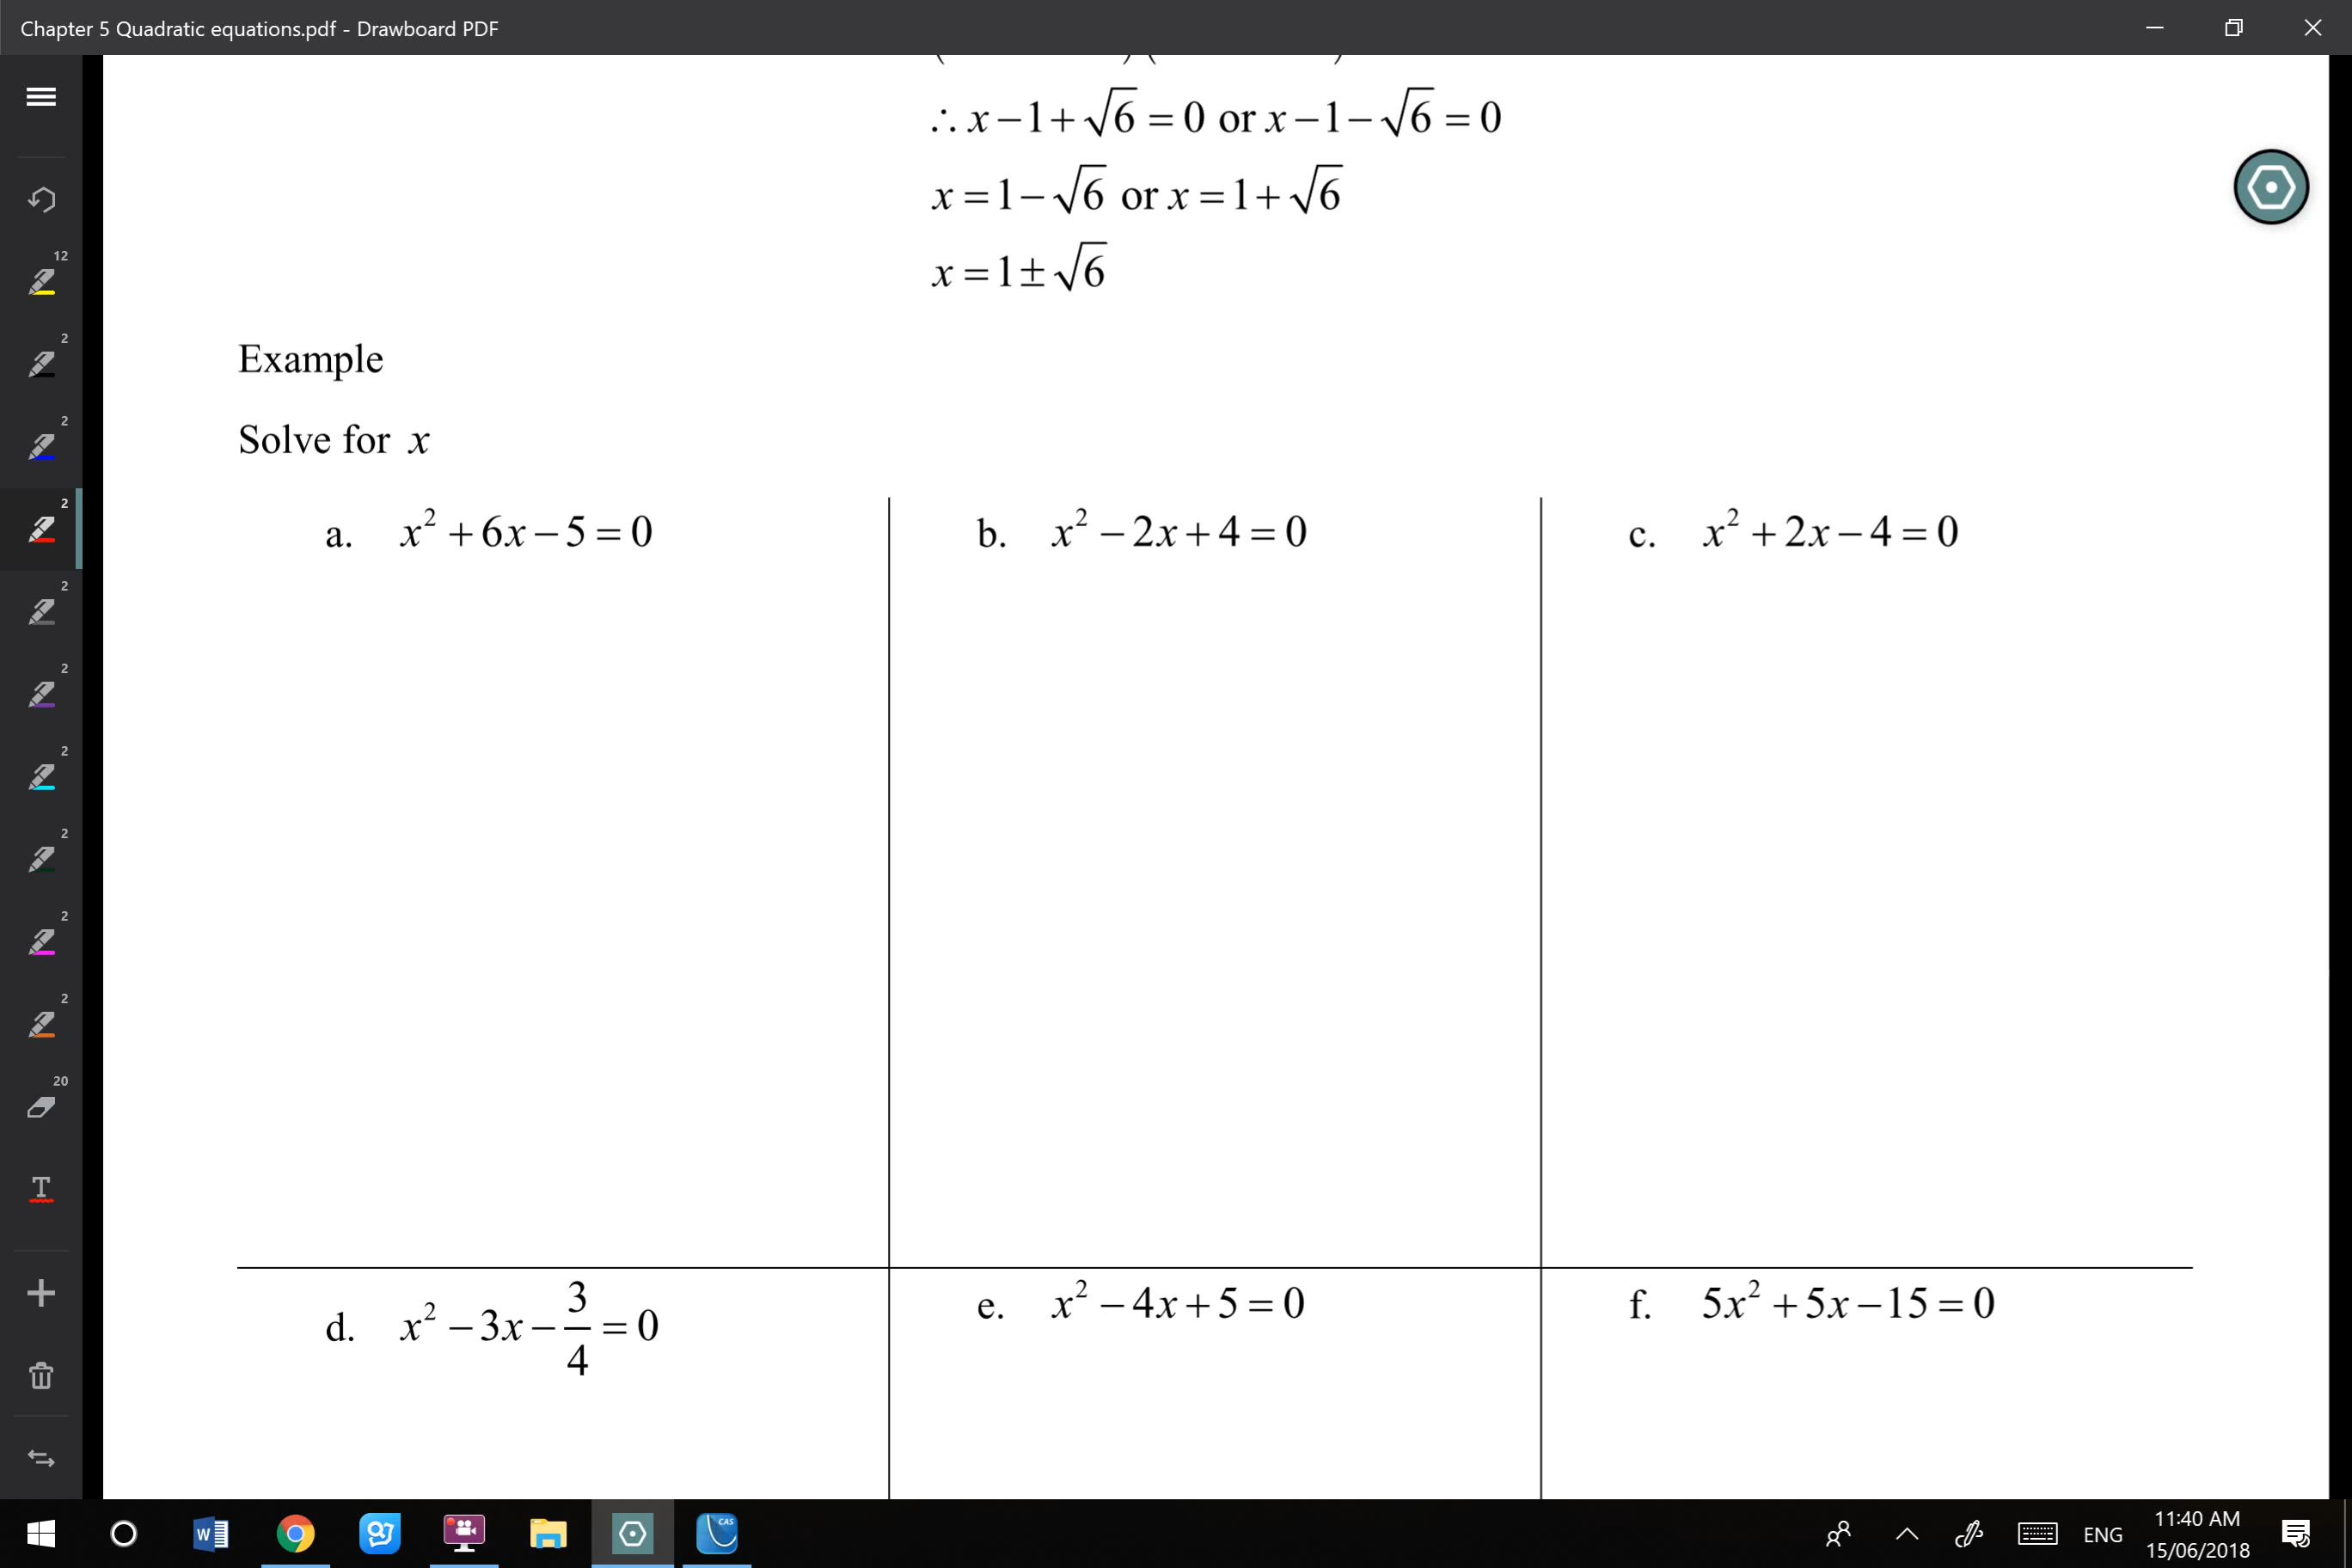 Chapter 5 Quadratic equations.pdf - Drawboard PDF
∴ x − 1 + √6 = 0 or x − 1 − √6 = 0
x = 1 − √6 or x = 1 + √6
x = 1 ± √6
Example
Solve for x
a. x² + 6x − 5 = 0
b. x² − 2x + 4 = 0
c. x² + 2x − 4 = 0
d. x² − 3x − 3/4 = 0
e. x² − 4x + 5 = 0
f. 5x² + 5x − 15 = 0
12
2
2
2
2
2
2
2
2
2
20
T
W
CAS
ENG
11:40 AM
15/06/2018